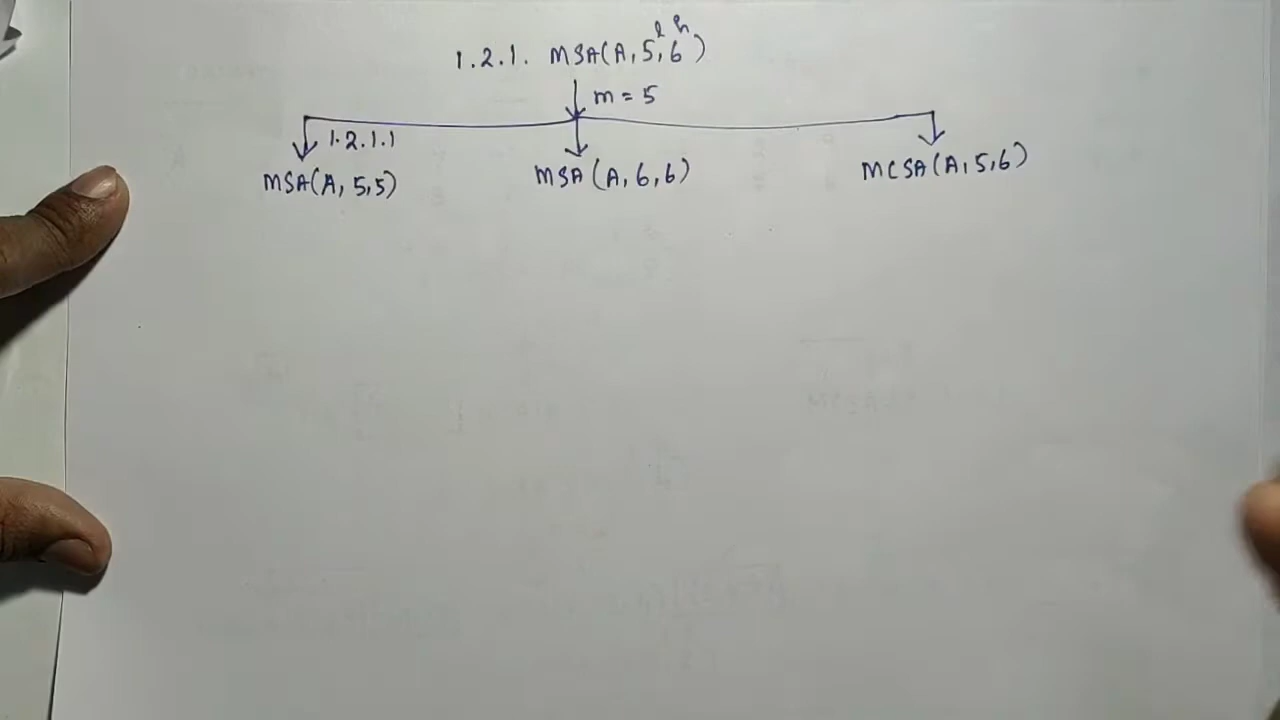 l h
1.2.1. MSA(A,5,6)
m = 5
1.2.1.1
MSA(A, 5,5) MSA (A,6,6) MCSA(A,5,6)